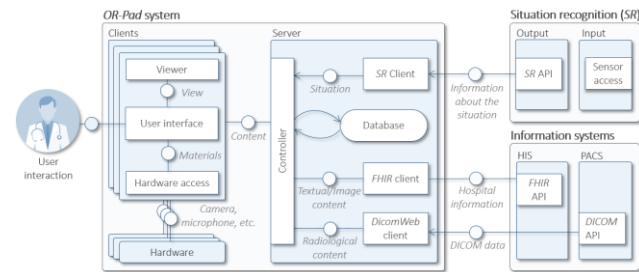 OR-Pad system
Situation recognition (SR)
Clients
Server
Output
Input
Viewer
SR Client
SR API
Sensor
access
View
Situation
Information
about the
situation
User interface
Content
Database
Controller
User
interaction
Materials
Information systems
HIS
PACS
Hardware access
FHIR client
FHIR
API
Textual/Image
content
Hospital
information
Camera,
microphone, etc.
DicomWeb
client
DICOM
API
Radiological
content
DICOM data
Hardware